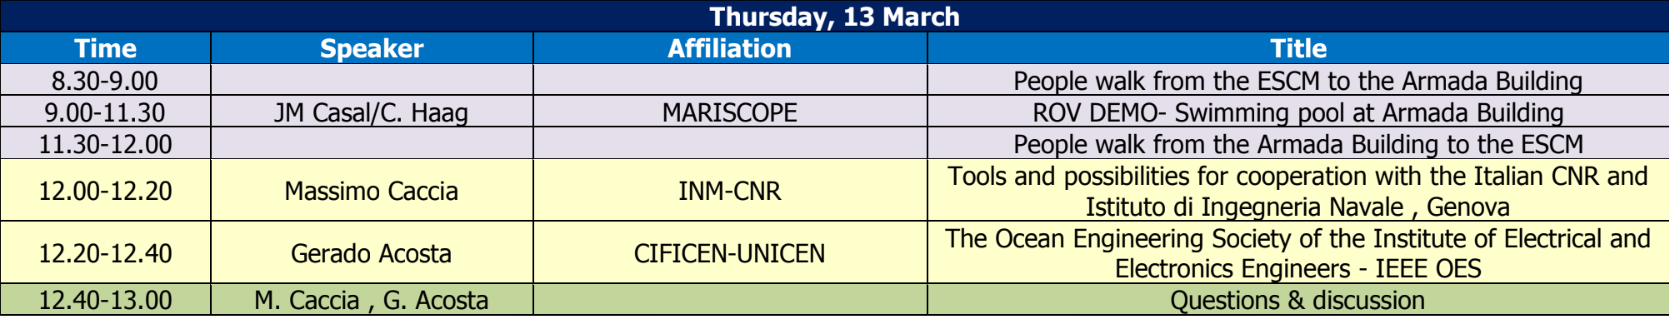 Thursday, 13 March
Time Speaker Affiliation Title
8.30-9.00 People walk from the ESCM to the Armada Building
9.00-11.30 JM Casal/C. Haag MARISCOPE ROV DEMO- Swimming pool at Armada Building
11.30-12.00 People walk from the Armada Building to the ESCM
12.00-12.20 Massimo Caccia INM-CNR Tools and possibilities for cooperation with the Italian CNR and
Istituto di Ingegneria Navale , Genova
12.20-12.40 Gerado Acosta CIFICEN-UNICEN The Ocean Engineering Society of the Institute of Electrical and
Electronics Engineers - IEEE OES
12.40-13.00 M. Caccia , G. Acosta Questions & discussion